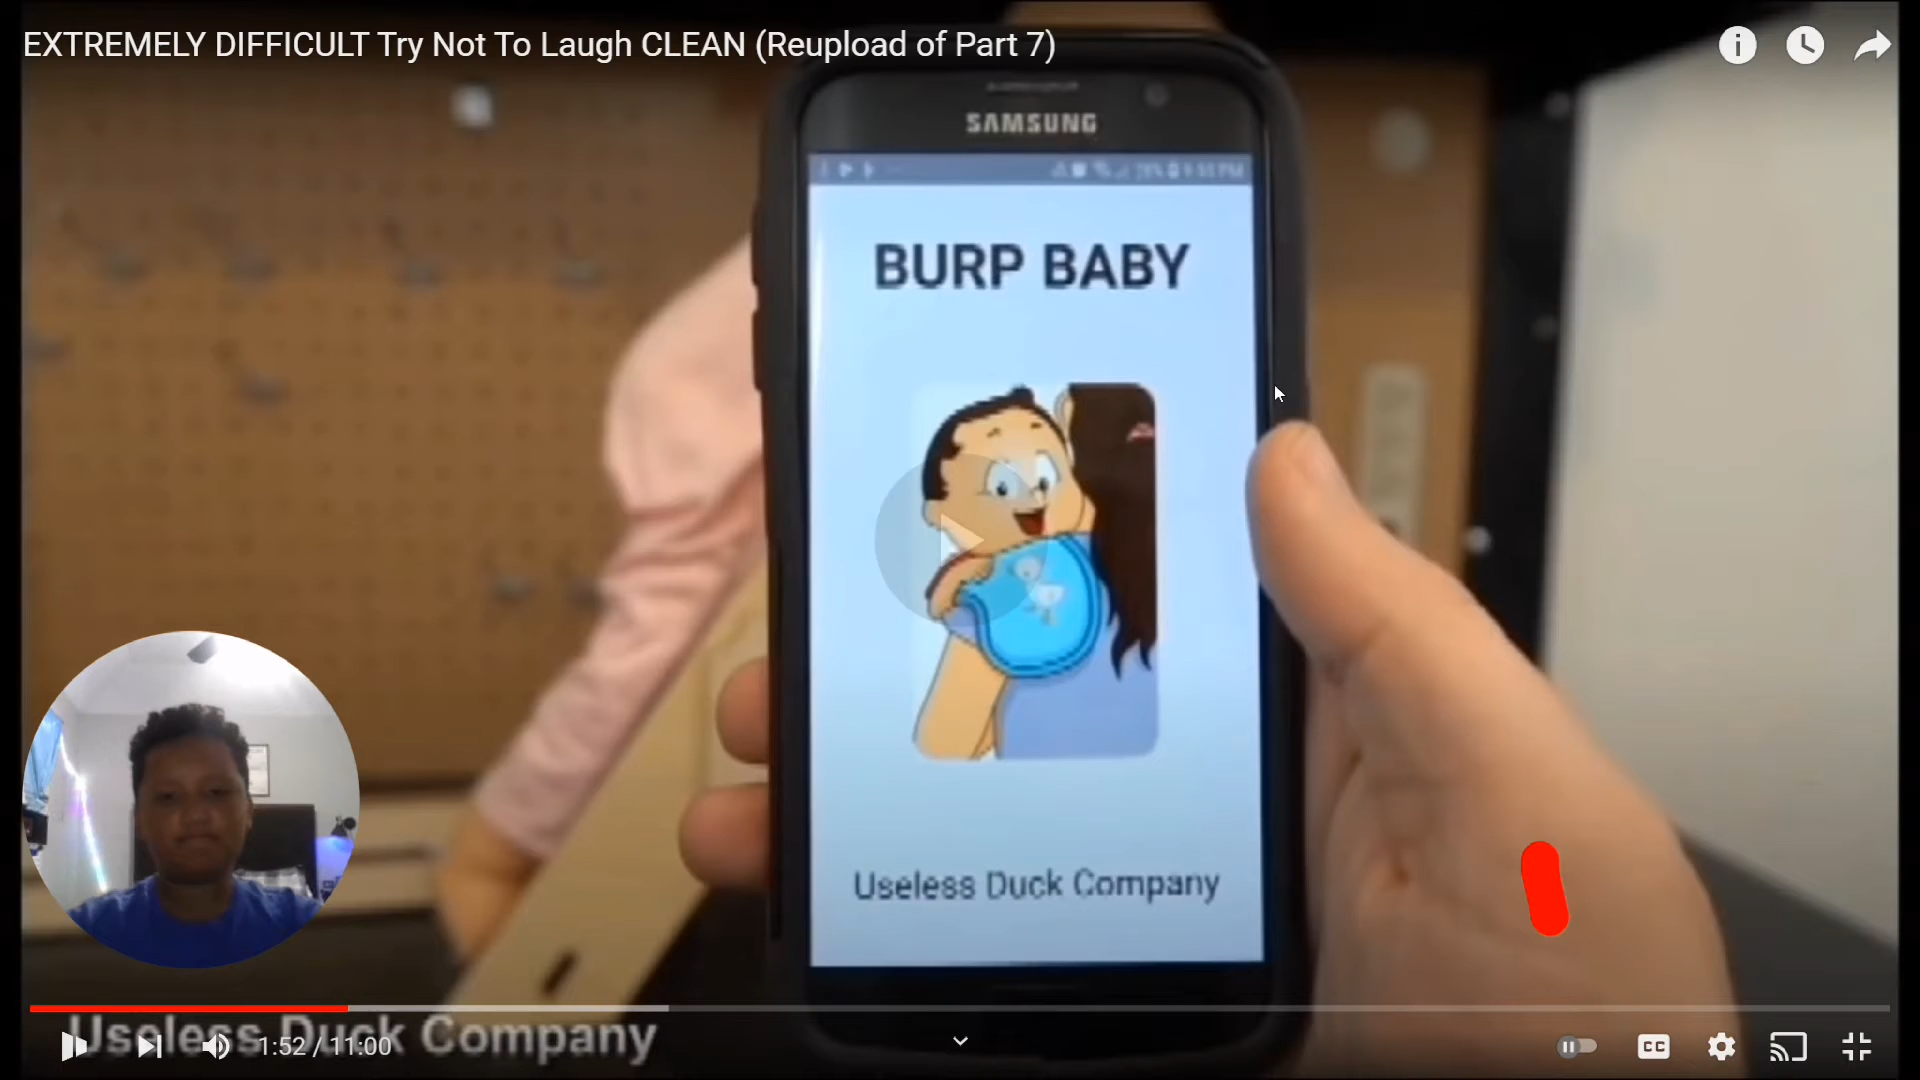 EXTREMELY DIFFICULT Try Not To Laugh CLEAN (Reupload of Part 7)
SAMSUNG
BURP BABY
Useless Duck Company
Useless Duck Company
1:52 / 11:00
CC